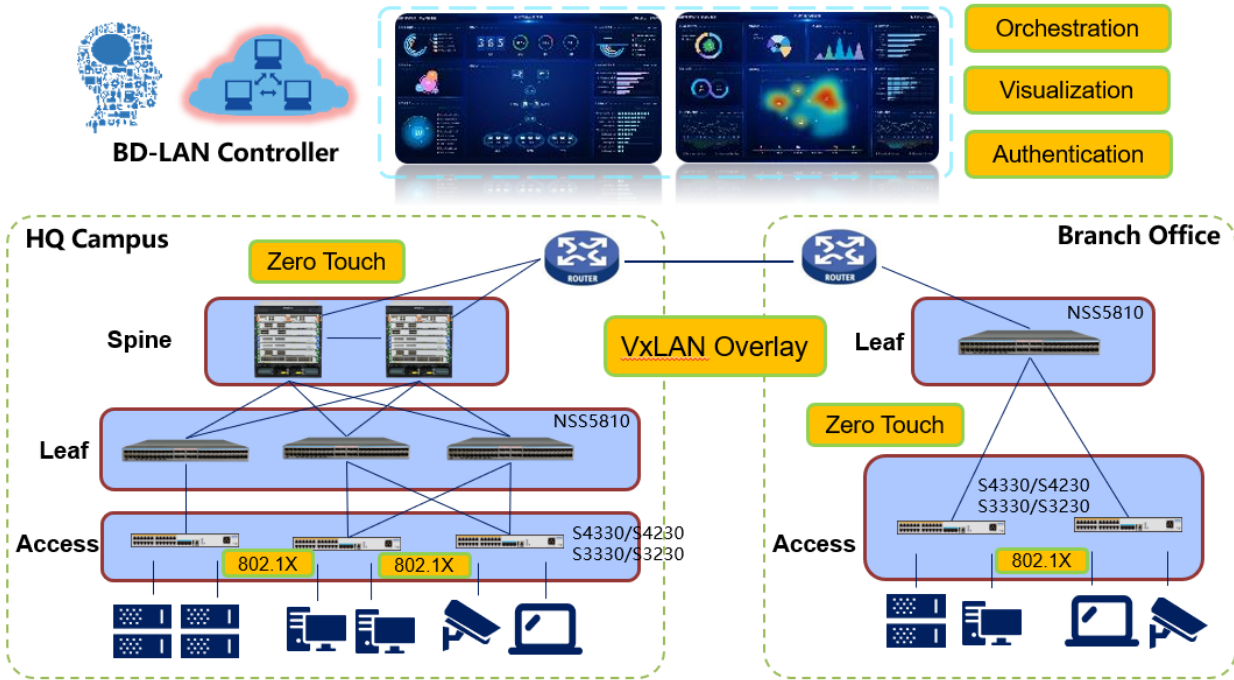 Orchestration
Visualization
Authentication
BD-LAN Controller
365
HQ Campus
Zero Touch
ROUTER
ROUTER
Branch Office
Spine
VxLAN Overlay
Leaf
NSS5810
Leaf
NSS5810
Zero Touch
Access
S4330/S4230
S3330/S3230
802.1X
802.1X
Access
S4330/S4230
S3330/S3230
802.1X